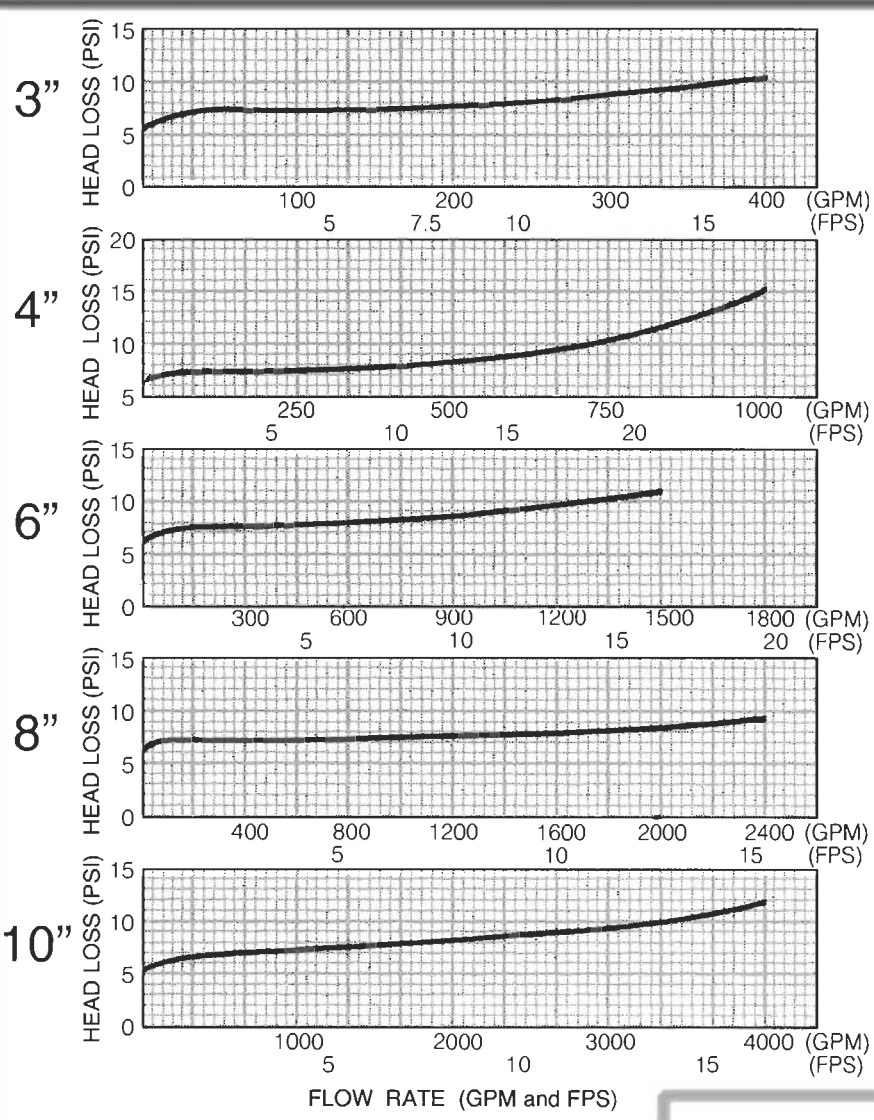 3”
HEAD LOSS (PSI)
15
10
5
0
100 200 300 400 (GPM)
5 7.5 10 15 (FPS)
4”
HEAD LOSS (PSI)
20
15
10
5
250 500 750 1000 (GPM)
5 10 15 20 (FPS)
6”
HEAD LOSS (PSI)
15
10
5
0
300 600 900 1200 1500 1800 (GPM)
5 10 15 20 (FPS)
8”
HEAD LOSS (PSI)
15
10
5
0
400 800 1200 1600 2000 2400 (GPM)
5 10 15 (FPS)
10”
HEAD LOSS (PSI)
15
10
5
0
1000 2000 3000 4000 (GPM)
5 10 15 (FPS)
FLOW RATE (GPM and FPS)